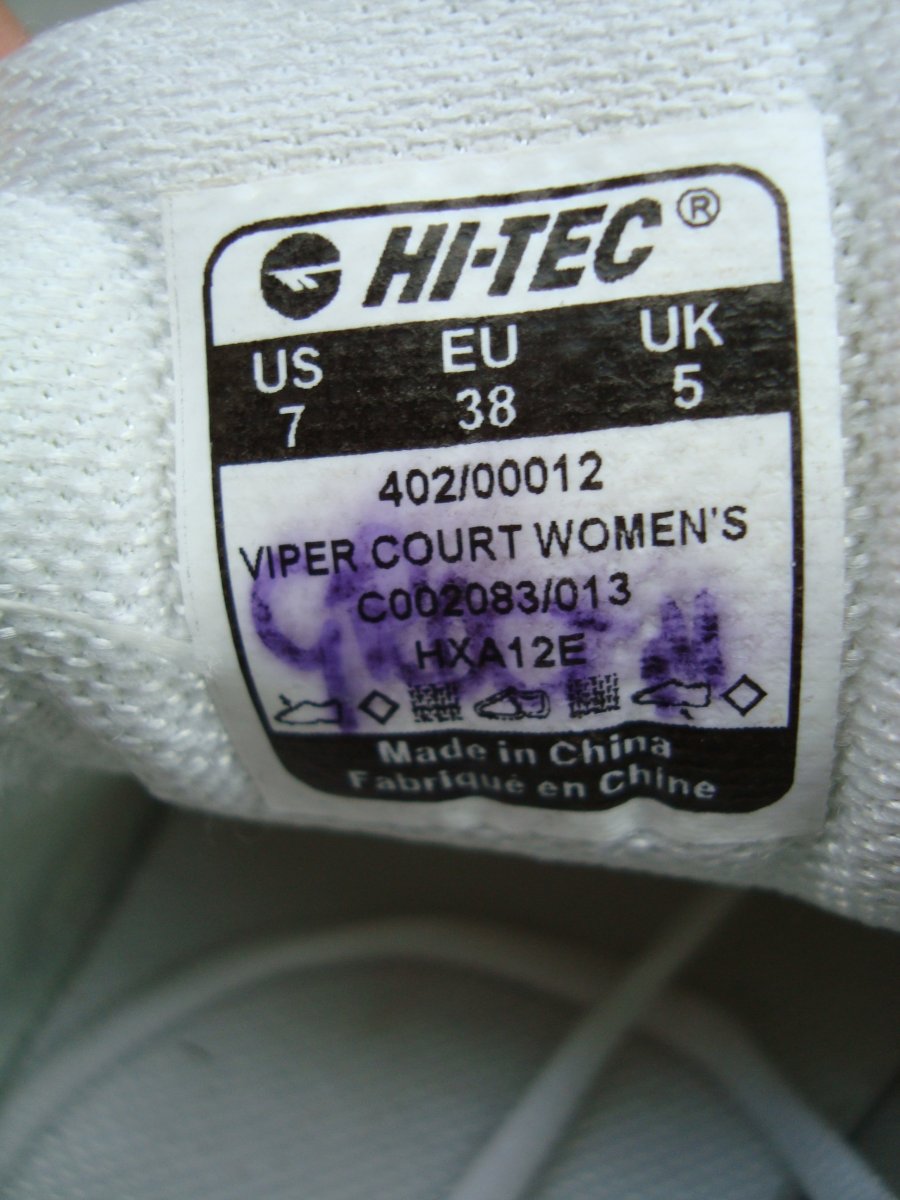 HI-TEC®
US EU UK
7 38 5
402/00012
VIPER COURT WOMEN'S
C002083/013
HXA12E
Made in China
Fabriqué en Chine